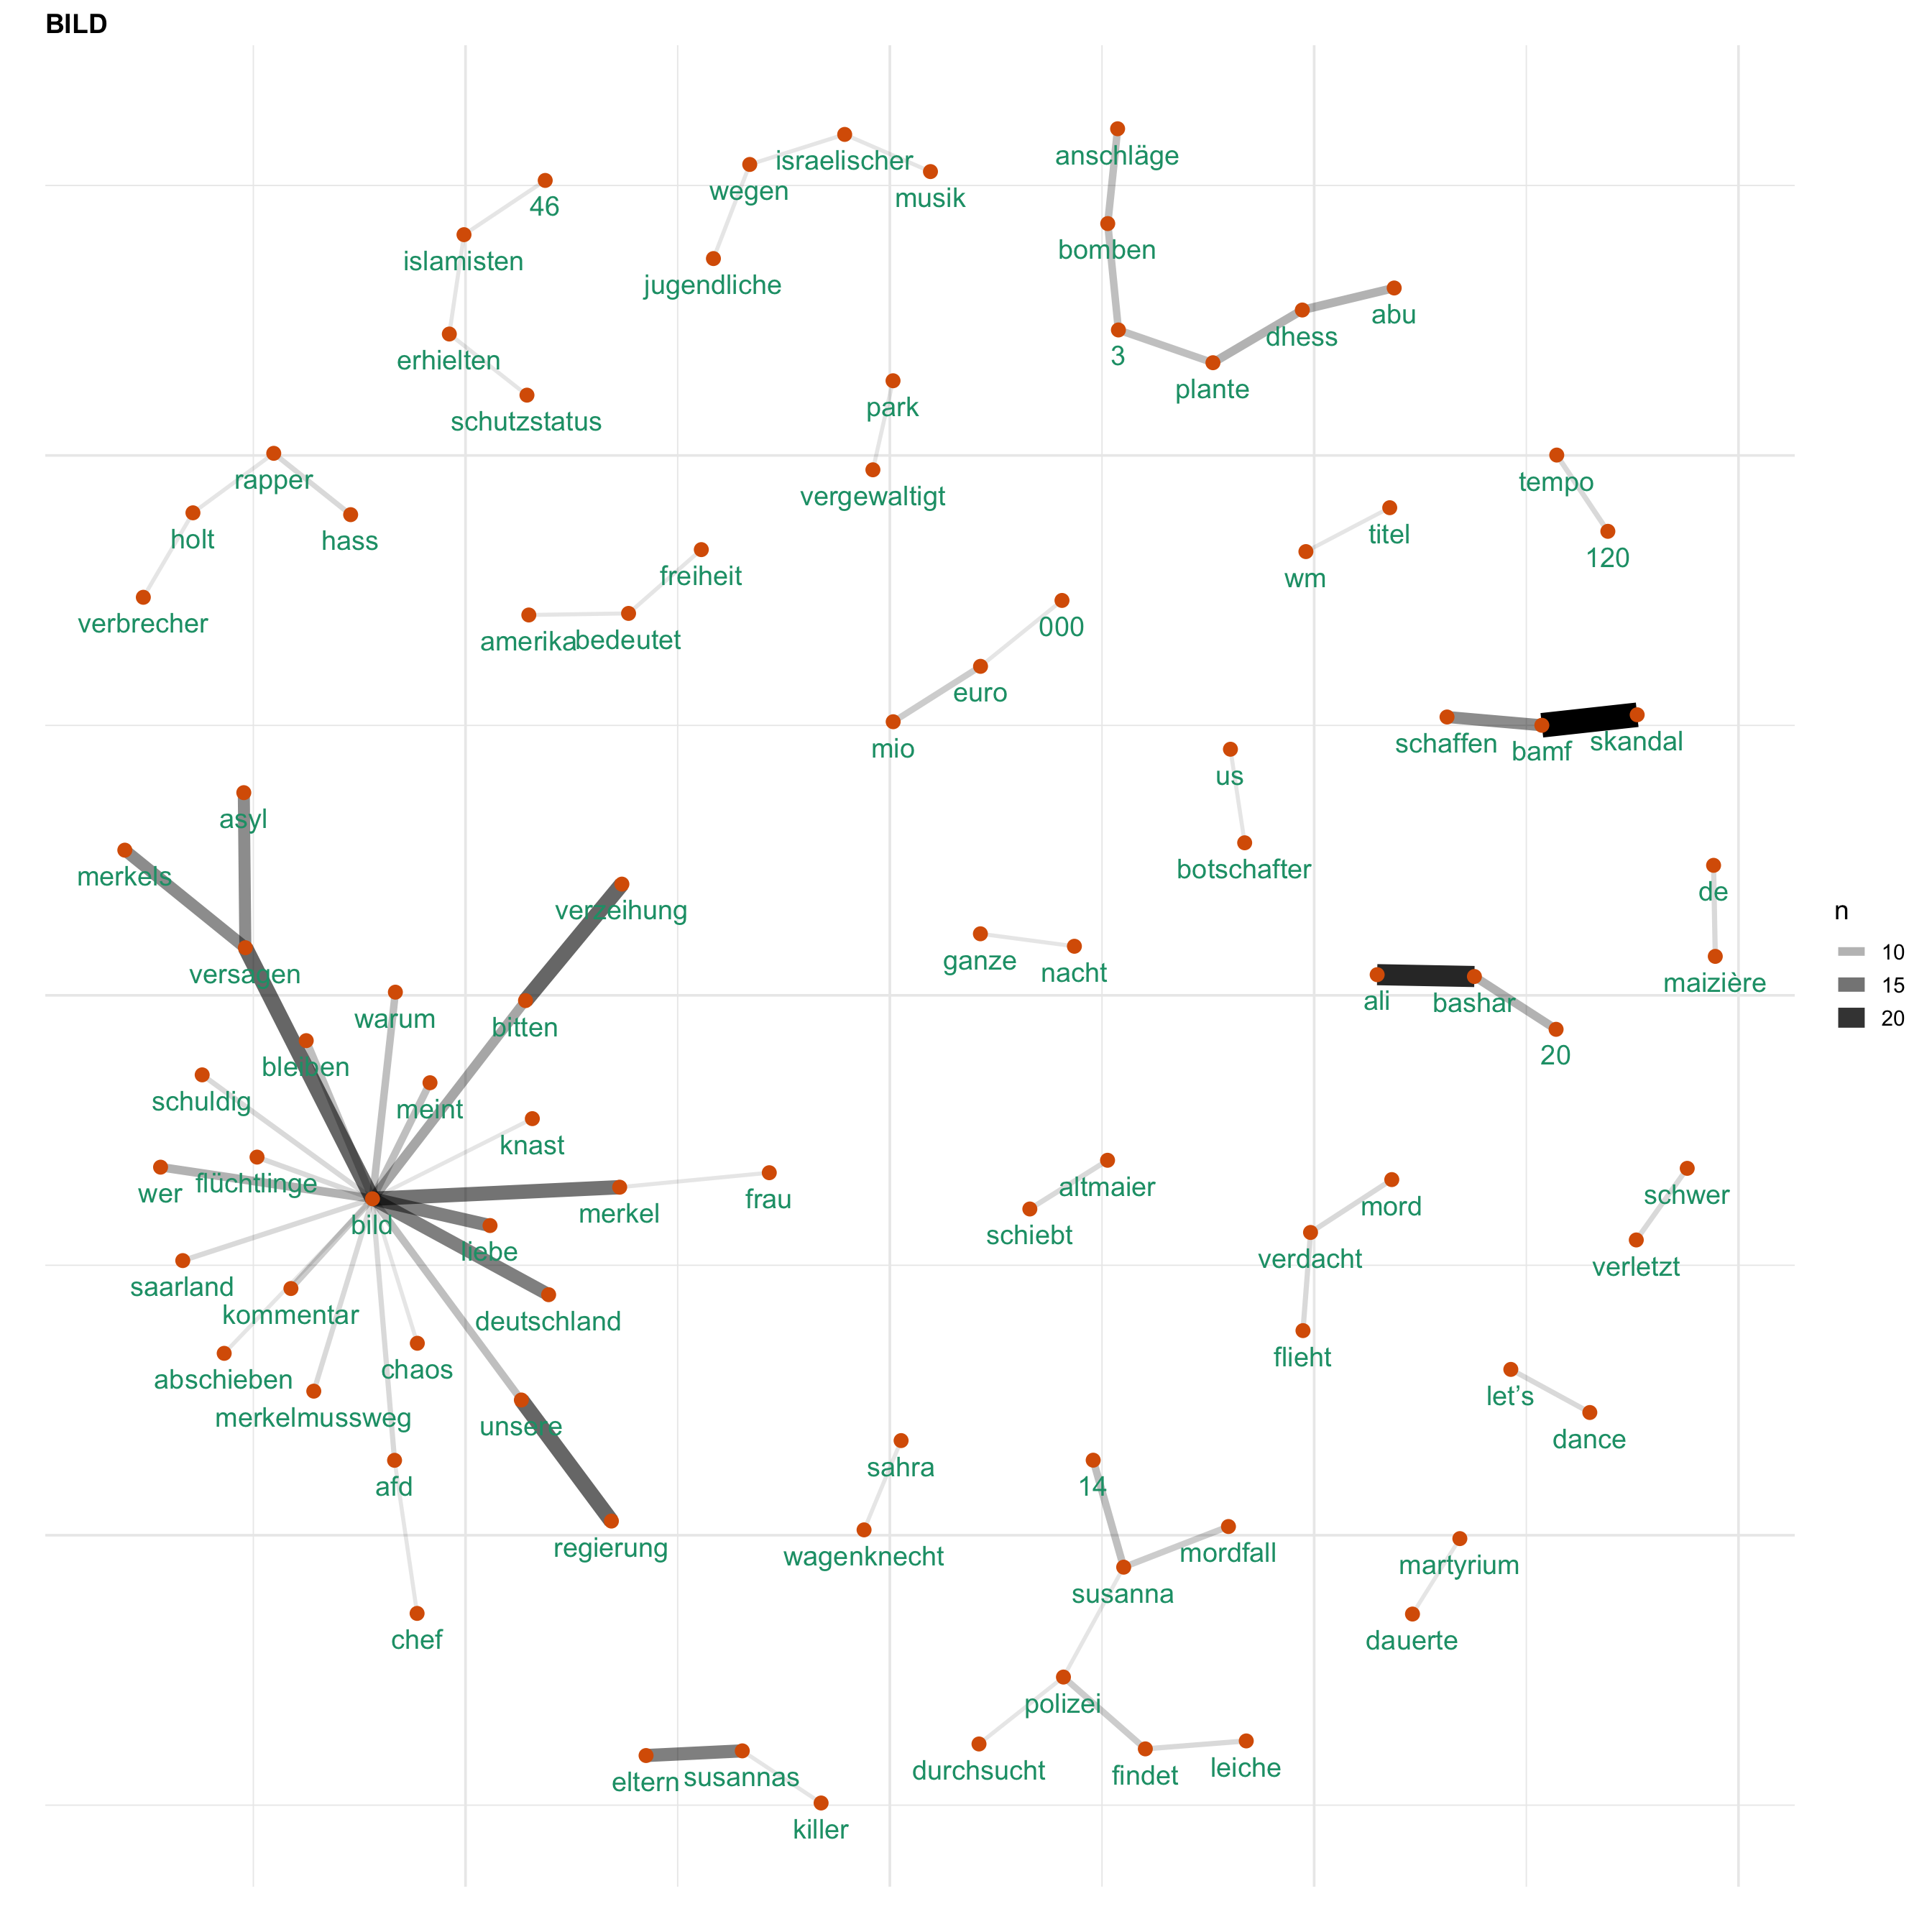 BILD
anschläge
israelischer
wegen
musik
46
bomben
islamisten
jugendliche
abu
dhess
3
erhielten
plante
park
schutzstatus
rapper
tempo
vergewaltigt
titel
holt
hass
120
freiheit
wm
verbrecher
000
amerika
bedeutet
euro
skandal
schaffen
mio
bamf
us
asyl
botschafter
merkels
de
verzeihung
n
10
ganze
versagen
nacht
maizière
15
ali
bashar
20
warum
bitten
20
bleiben
schuldig
meint
knast
flüchtlinge
altmaier
wer
schwer
frau
mord
merkel
bild
schiebt
liebe
verdacht
verletzt
saarland
kommentar
deutschland
flieht
chaos
abschieben
let’s
merkelmussweg
unsere
dance
sahra
14
afd
regierung
mordfall
wagenknecht
martyrium
susanna
chef
dauerte
polizei
leiche
durchsucht
findet
susannas
eltern
killer